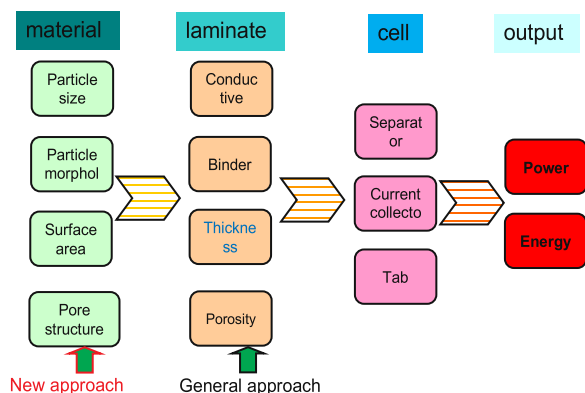 material
laminate
cell
output
Particle
size
Particle
morphol
Surface
area
Pore
structure
Conduc
tive
Binder
Thickne
ss
Porosity
Separat
or
Current
collecto
Tab
Power
Energy
New approach
General approach